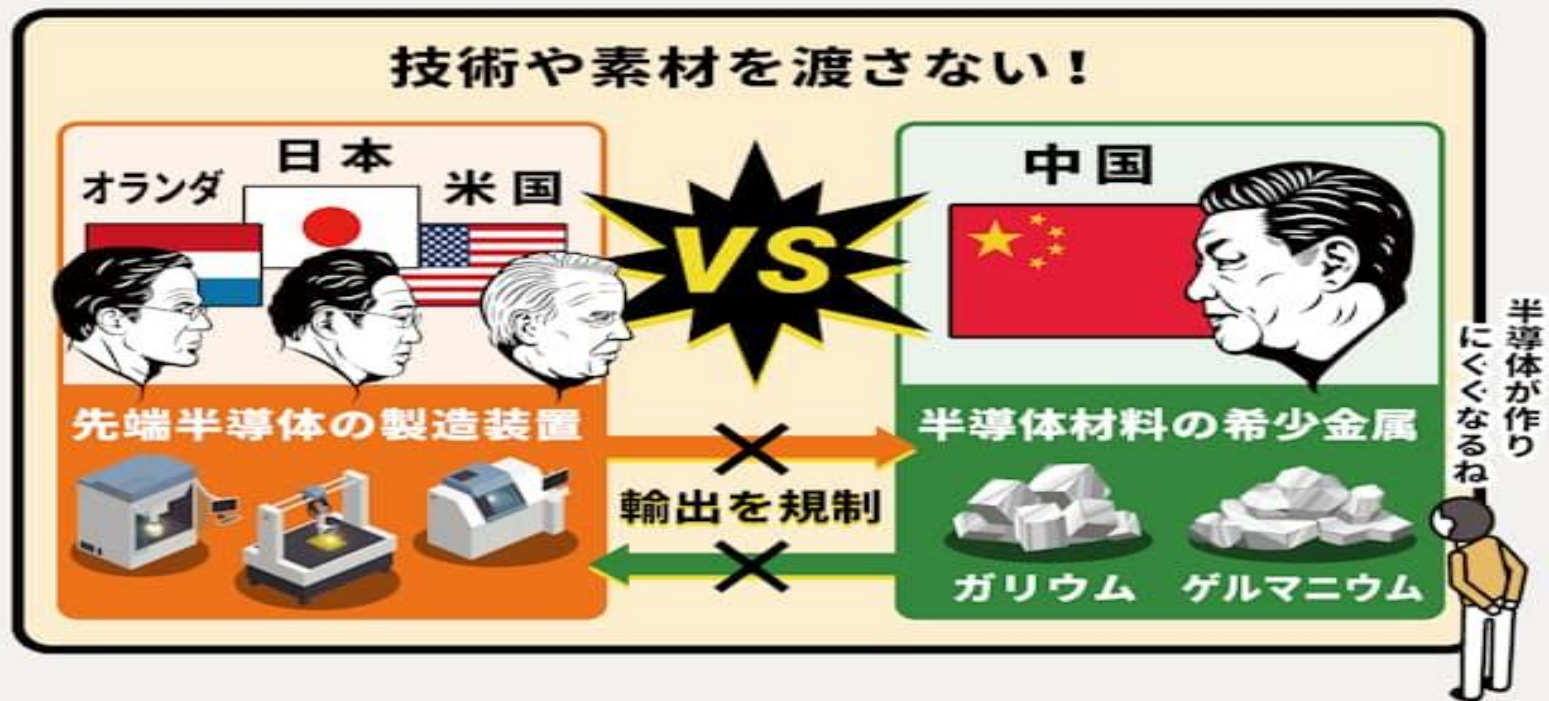 技術や素材を渡さない！
日本
オランダ
米国
VS
中国
先端半導体の製造装置
輸出を規制
半導体材料の希少金属
ガリウム
ゲルマニウム
半導体が作り
にくくなるね